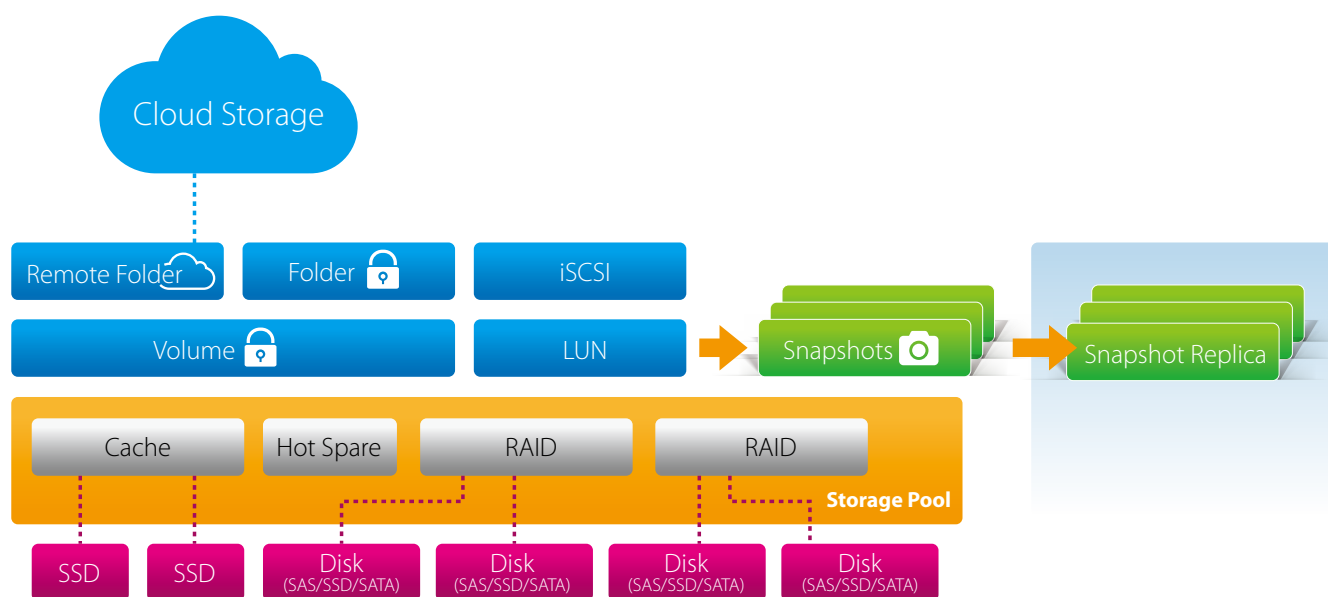 Cloud Storage
Remote Folder
Folder
iSCSI
Volume
LUN
Snapshots
Snapshot Replica
Cache
Hot Spare
RAID
RAID
Storage Pool
SSD
SSD
Disk
(SAS/SSD/SATA)
Disk
(SAS/SSD/SATA)
Disk
(SAS/SSD/SATA)
Disk
(SAS/SSD/SATA)